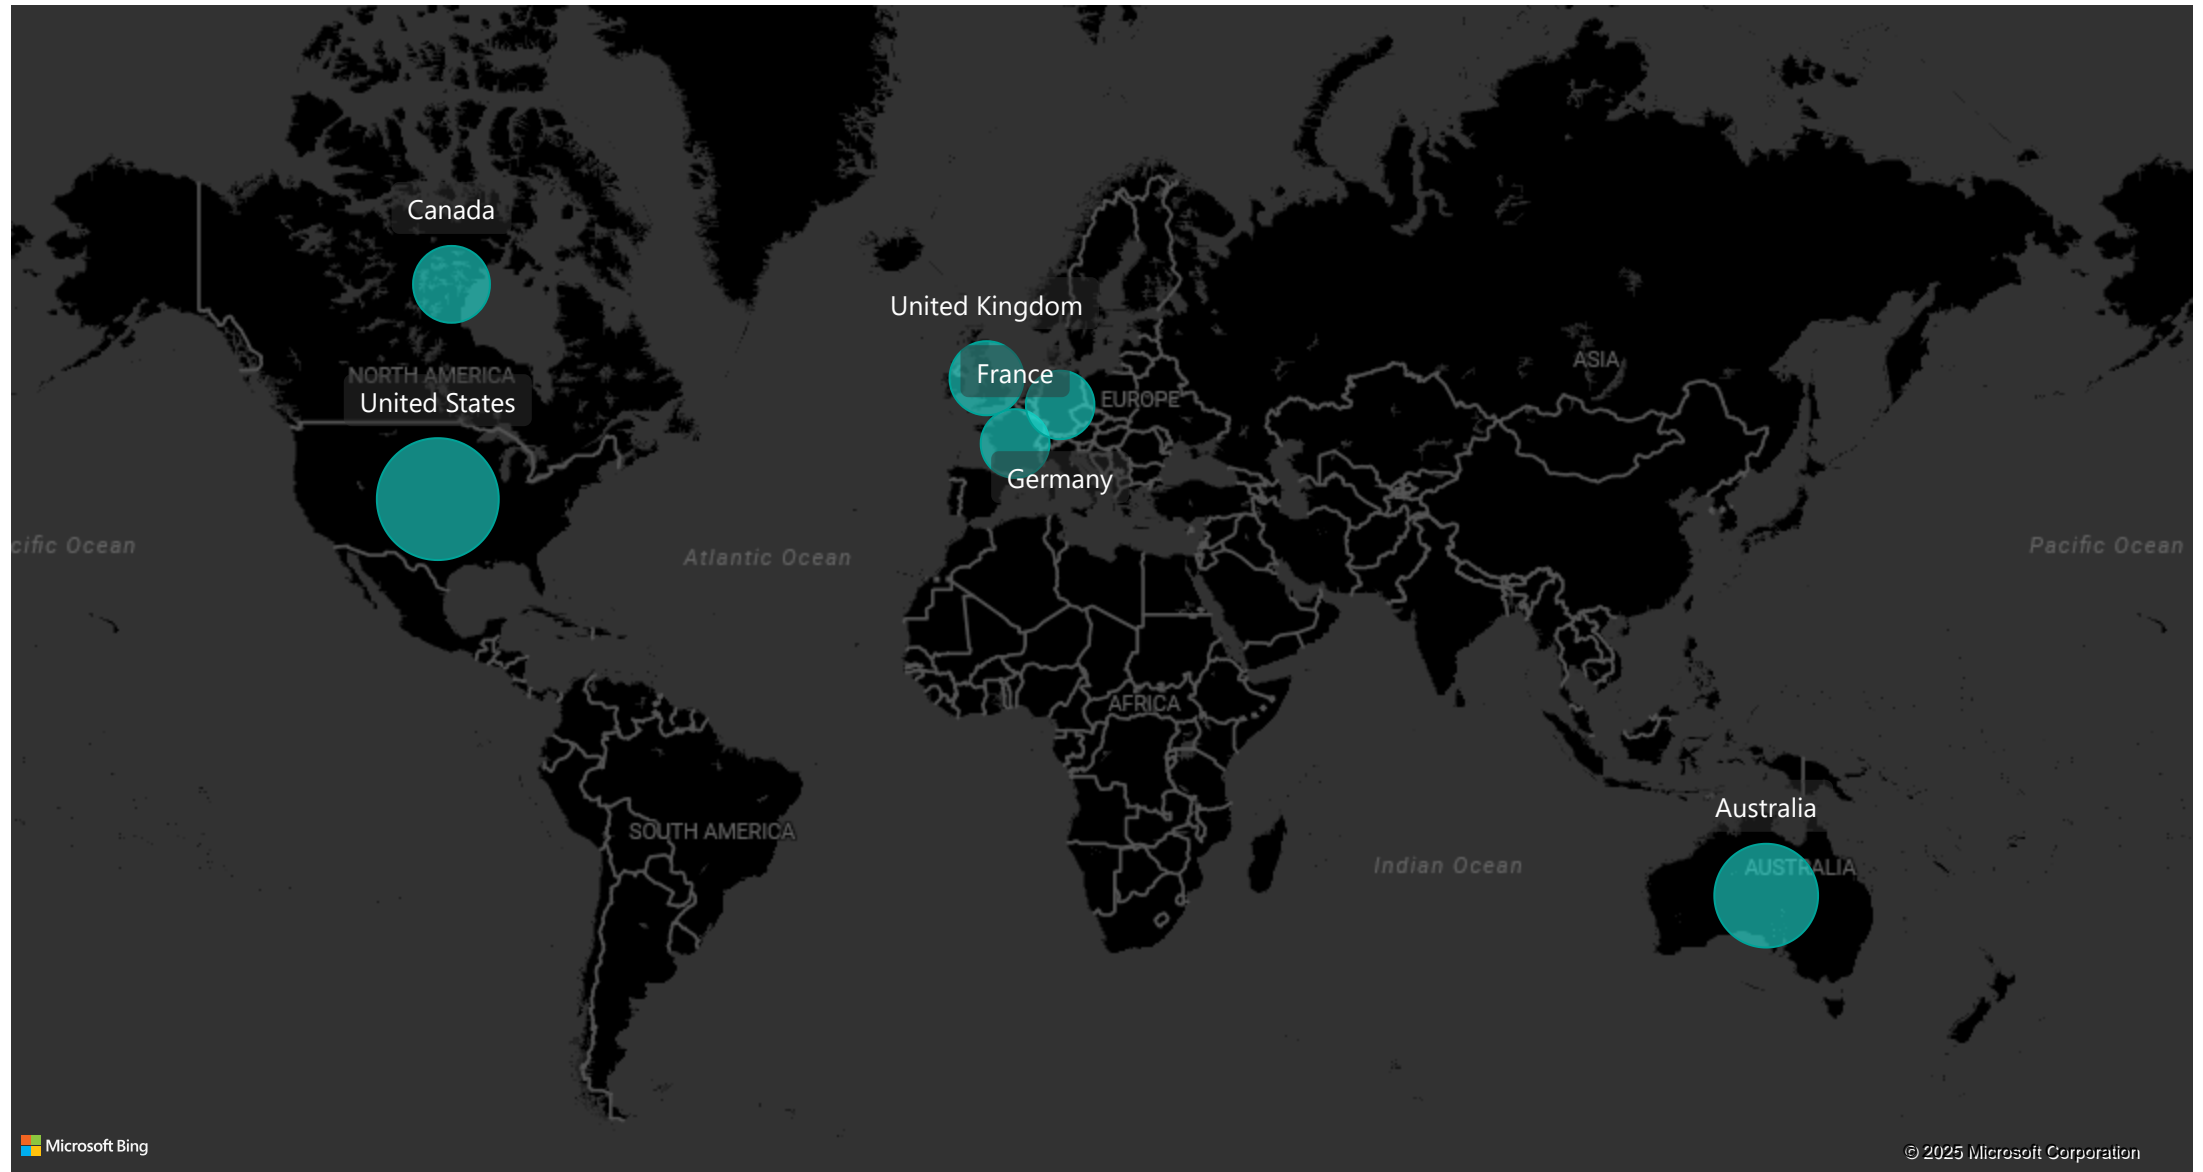 Canada
United Kingdom
ASIA
France
NORTH AMERICA
EUROPE
United States
Germany
cific Ocean
Atlantic Ocean
Pacific Ocean
AFRICA
Australia
SOUTH AMERICA
Indian Ocean
AUSTRALIA
Microsoft Bing
© 2025 Microsoft Corporation